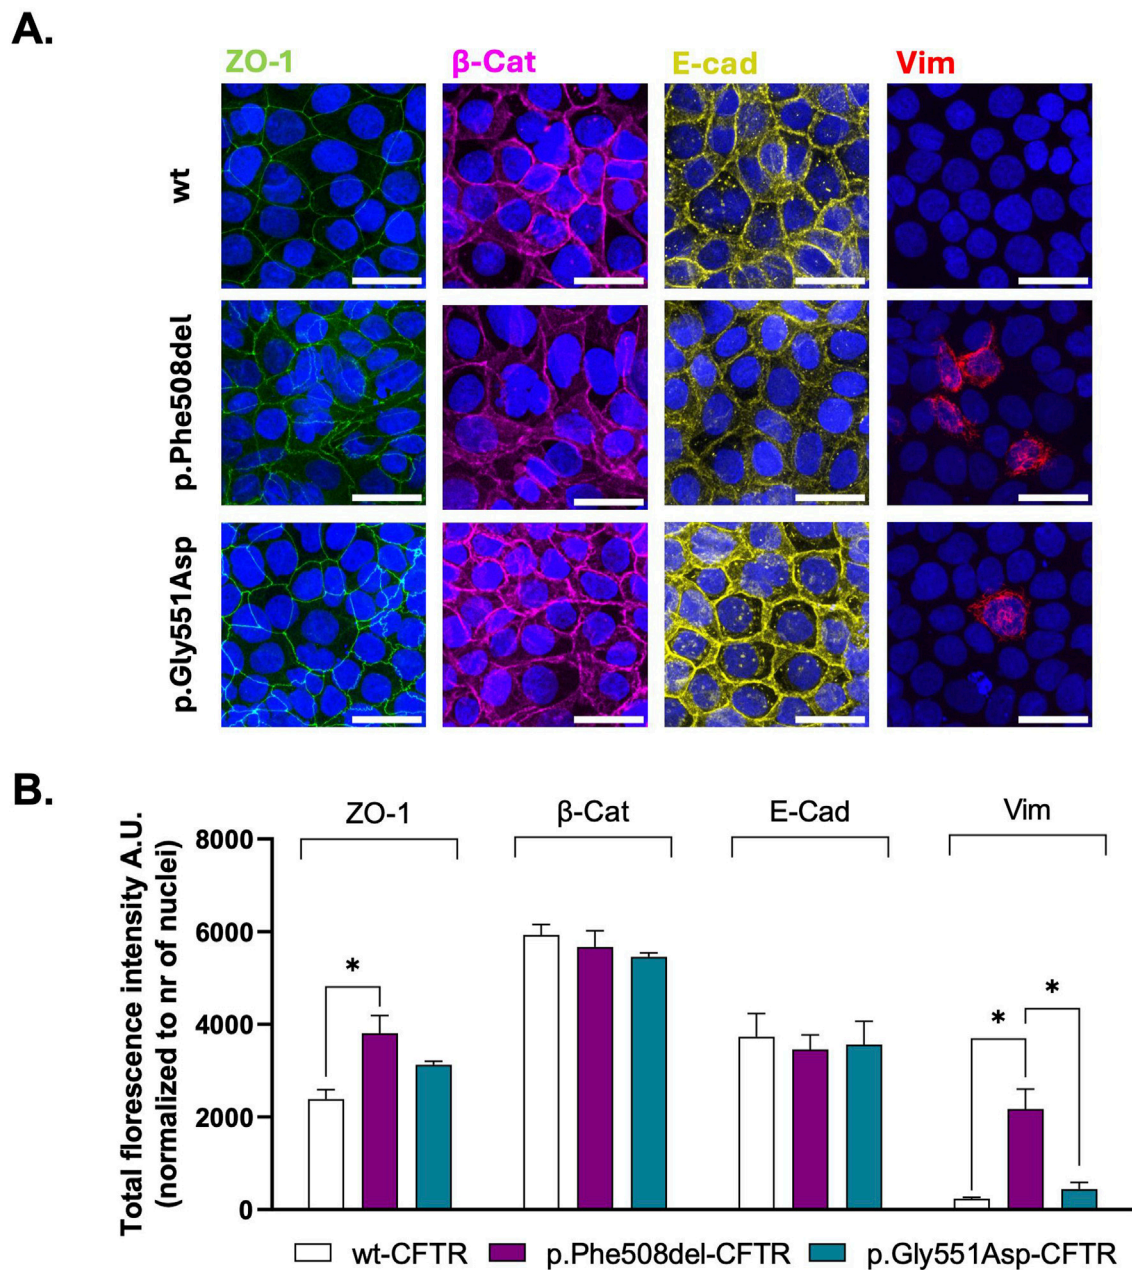 A.
ZO-1 β-Cat E-cad Vim
wt
p.Phe508del
p.Gly551Asp
B.
ZO-1 β-Cat E-Cad Vim
Total florescence intensity A.U.
(normalized to nr of nuclei)
8000
6000
4000
2000
0
*
*
*
wt-CFTR p.Phe508del-CFTR p.Gly551Asp-CFTR